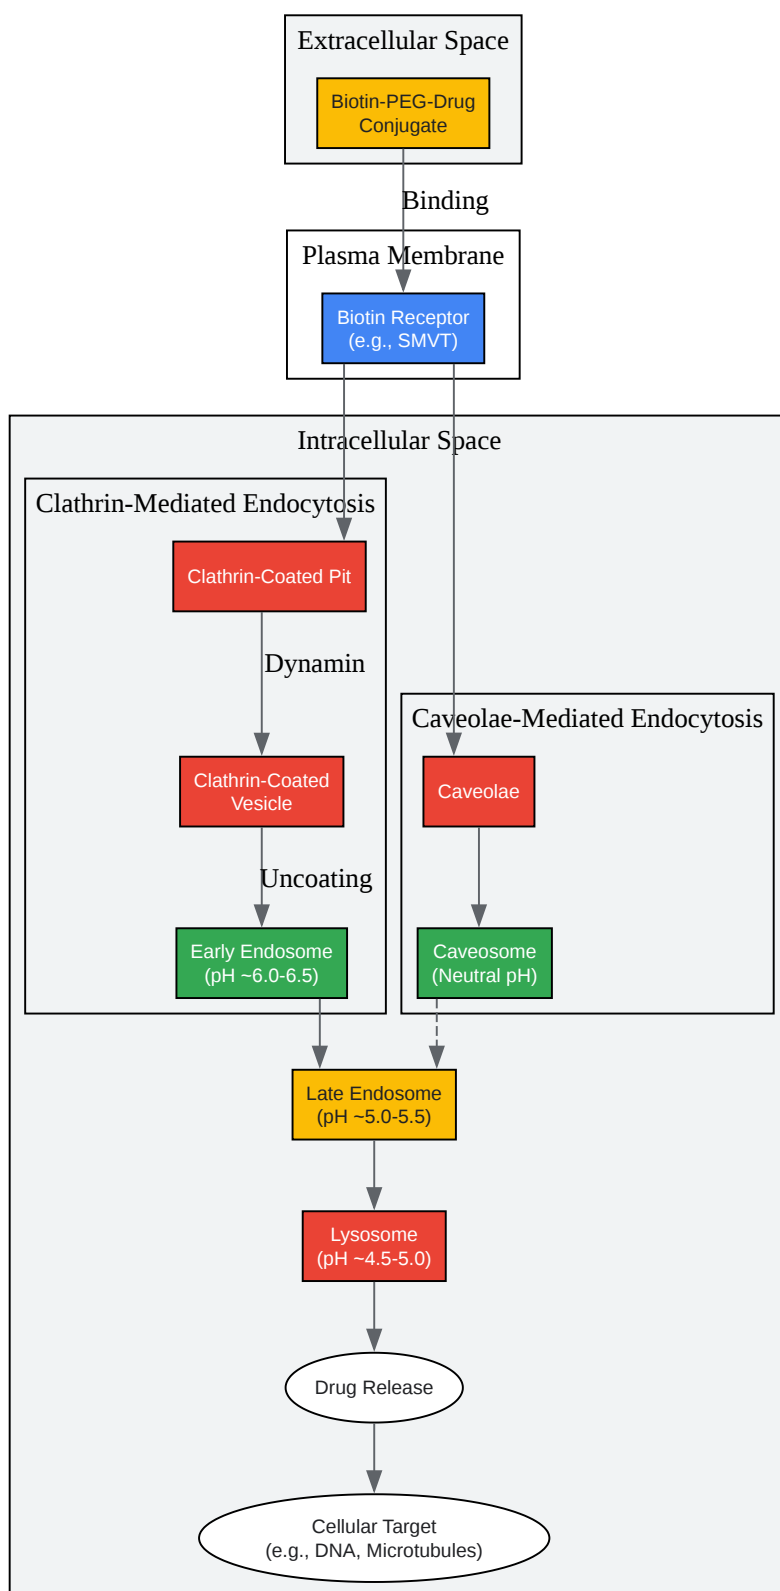 Extracellular Space
Biotin-PEG-Drug
Conjugate
Binding
Plasma Membrane
Biotin Receptor
(e.g., SMVT)
Intracellular Space
Clathrin-Mediated Endocytosis
Clathrin-Coated Pit
Dynamin
Clathrin-Coated
Vesicle
Uncoating
Early Endosome
(pH ~6.0-6.5)
Caveolae-Mediated Endocytosis
Caveolae
Caveosome
(Neutral pH)
Late Endosome
(pH ~5.0-5.5)
Lysosome
(pH ~4.5-5.0)
Drug Release
Cellular Target
(e.g., DNA, Microtubules)